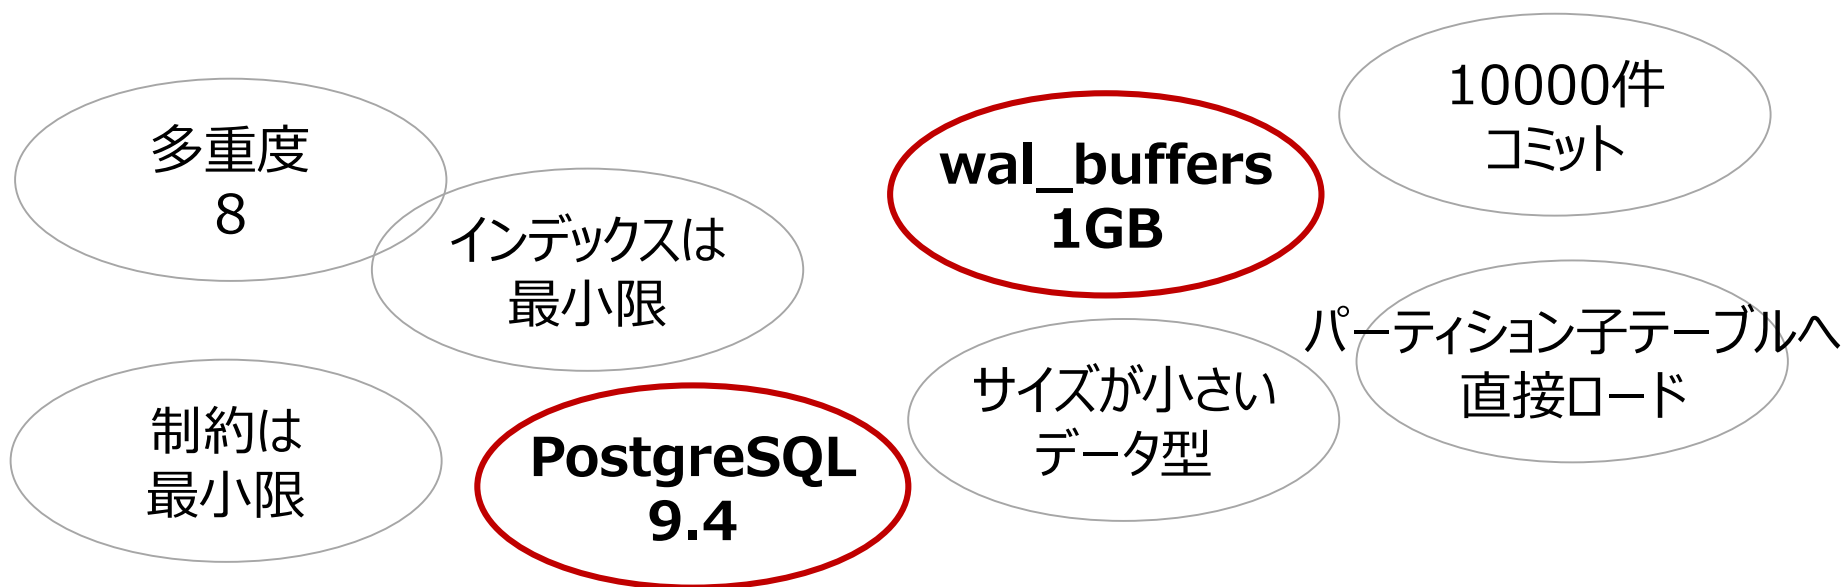 多重度
8
インデックスは
最小限
wal_buffers
1GB
10000件
コミット
制約は
最小限
PostgreSQL
9.4
サイズが小さい
データ型
パーティション子テーブルへ
直接ロード